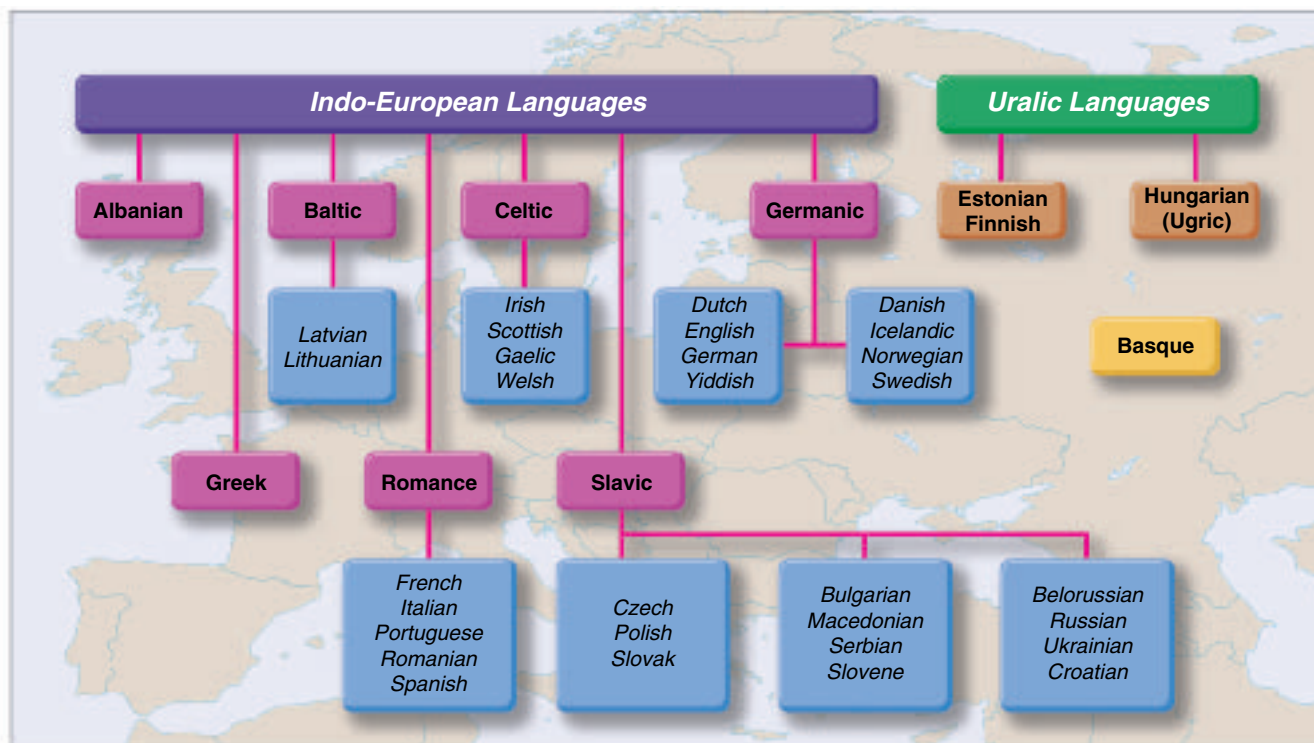 Indo-European Languages
Uralic Languages
Albanian
Baltic
Celtic
Germanic
Estonian
Finnish
Hungarian
(Ugric)
Latvian
Lithuanian
Irish
Scottish
Gaelic
Welsh
Dutch
English
German
Yiddish
Danish
Icelandic
Norwegian
Swedish
Basque
Greek
Romance
Slavic
French
Italian
Portuguese
Romanian
Spanish
Czech
Polish
Slovak
Bulgarian
Macedonian
Serbian
Slovene
Belorussian
Russian
Ukrainian
Croatian